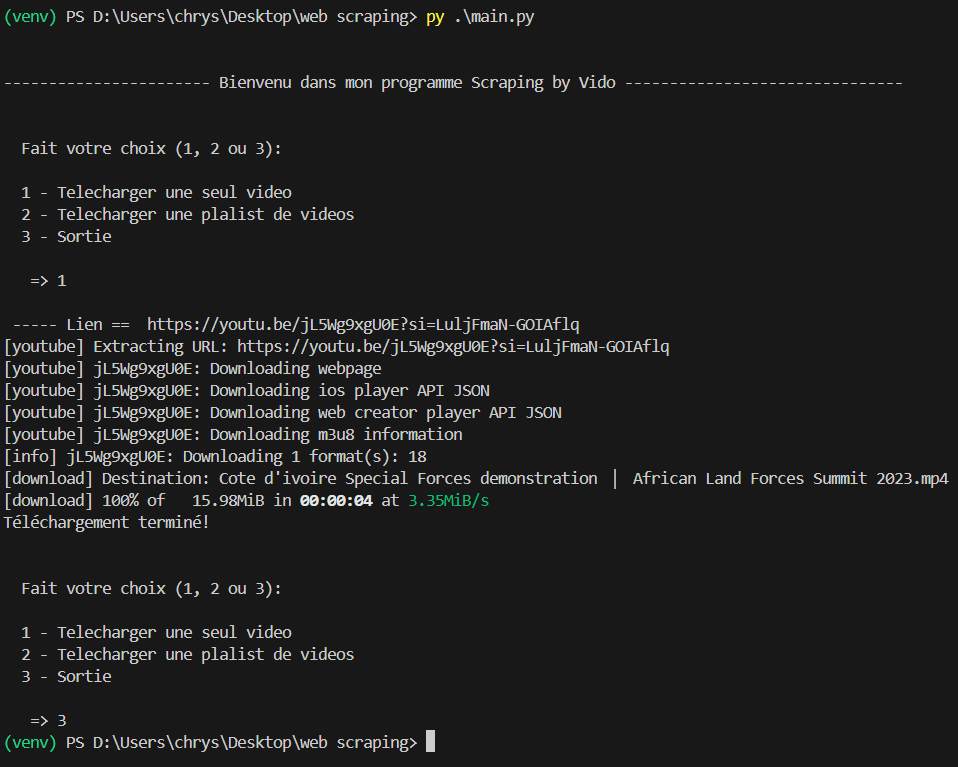 (venv) PS D:\Users\chrys\Desktop\web scraping> py .\main.py
----------------------- Bienvenu dans mon programme Scraping by Vido -------------------------------
Fait votre choix (1, 2 ou 3):
1 - Telecharger une seul video
2 - Telecharger une plalist de videos
3 - Sortie
=> 1
----- Lien ==  https://youtu.be/jL5Wg9xgU0E?si=LuljFmaN-GOIAflq
[youtube] Extracting URL: https://youtu.be/jL5Wg9xgU0E?si=LuljFmaN-GOIAflq
[youtube] jL5Wg9xgU0E: Downloading webpage
[youtube] jL5Wg9xgU0E: Downloading ios player API JSON
[youtube] jL5Wg9xgU0E: Downloading web creator player API JSON
[youtube] jL5Wg9xgU0E: Downloading m3u8 information
[info] jL5Wg9xgU0E: Downloading 1 format(s): 18
[download] Destination: Cote d'ivoire Special Forces demonstration ｜ African Land Forces Summit 2023.mp4
[download] 100% of   15.98MiB in 00:00:04 at 3.35MiB/s
Téléchargement terminé!
Fait votre choix (1, 2 ou 3):
1 - Telecharger une seul video
2 - Telecharger une plalist de videos
3 - Sortie
=> 3
(venv) PS D:\Users\chrys\Desktop\web scraping>